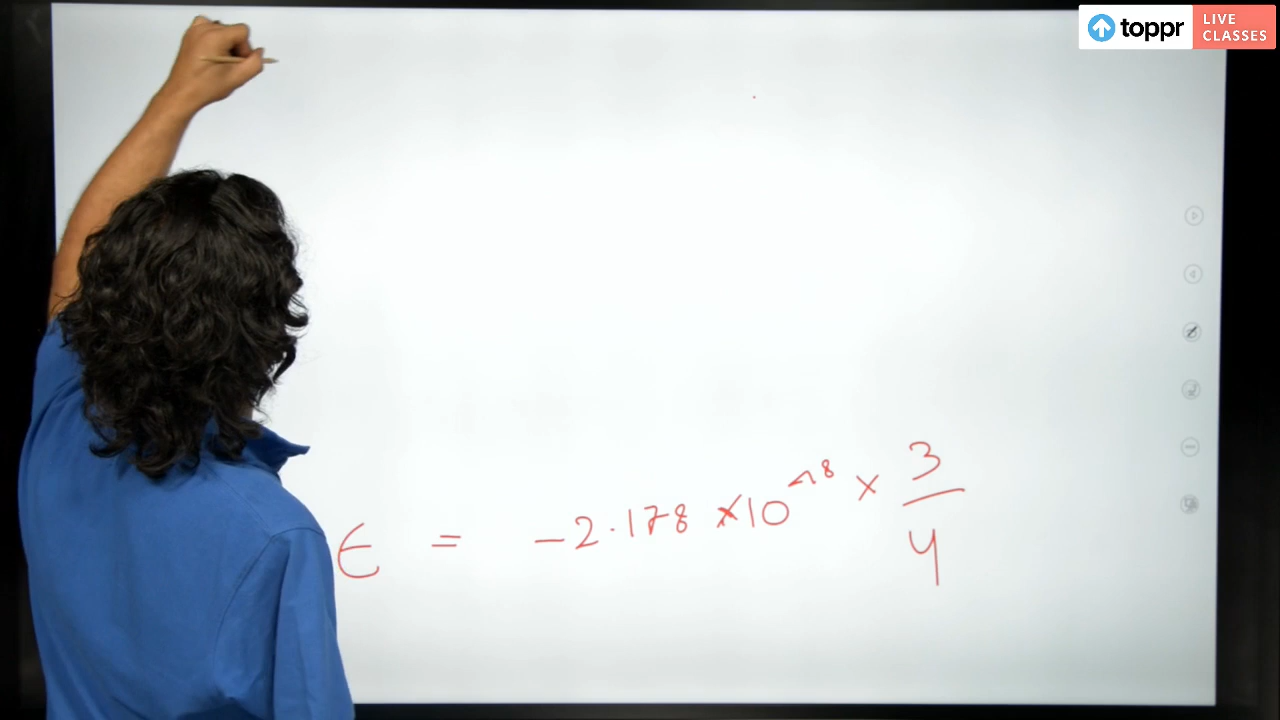 toppr
LIVE
CLASSES
E = -2.178 ×10^-18 × 3/4